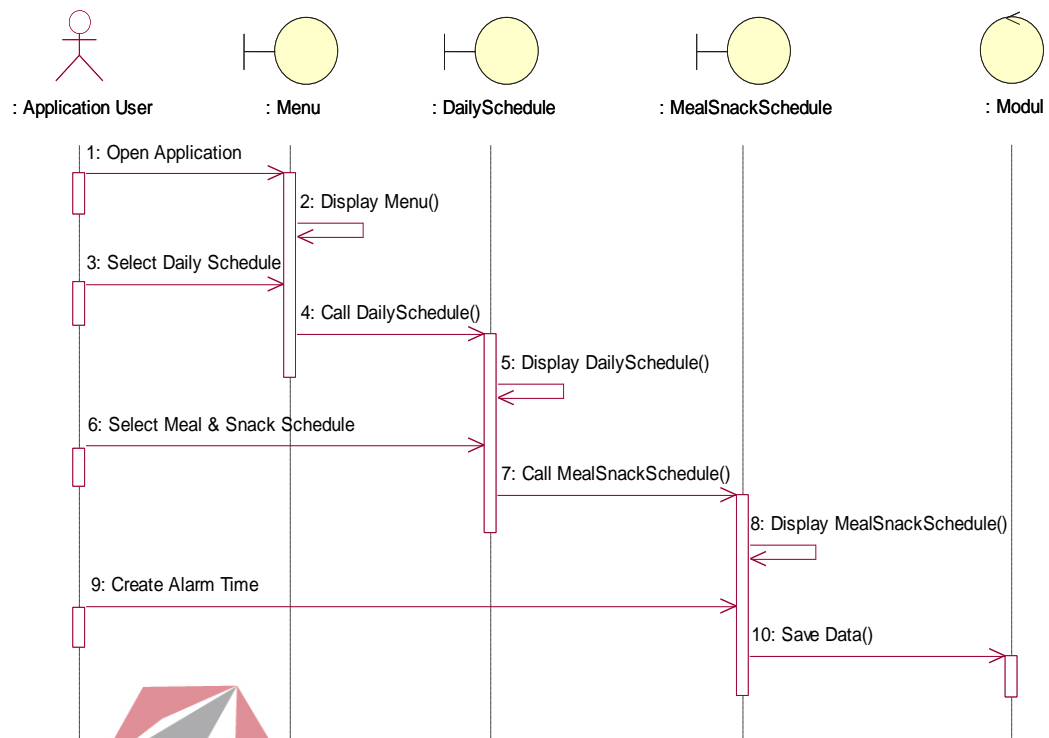 : Application User
: Menu
: DailySchedule
: MealSnackSchedule
: Modul
1: Open Application
2: Display Menu()
3: Select Daily Schedule
4: Call DailySchedule()
5: Display DailySchedule()
6: Select Meal & Snack Schedule
7: Call MealSnackSchedule()
8: Display MealSnackSchedule()
9: Create Alarm Time
10: Save Data()